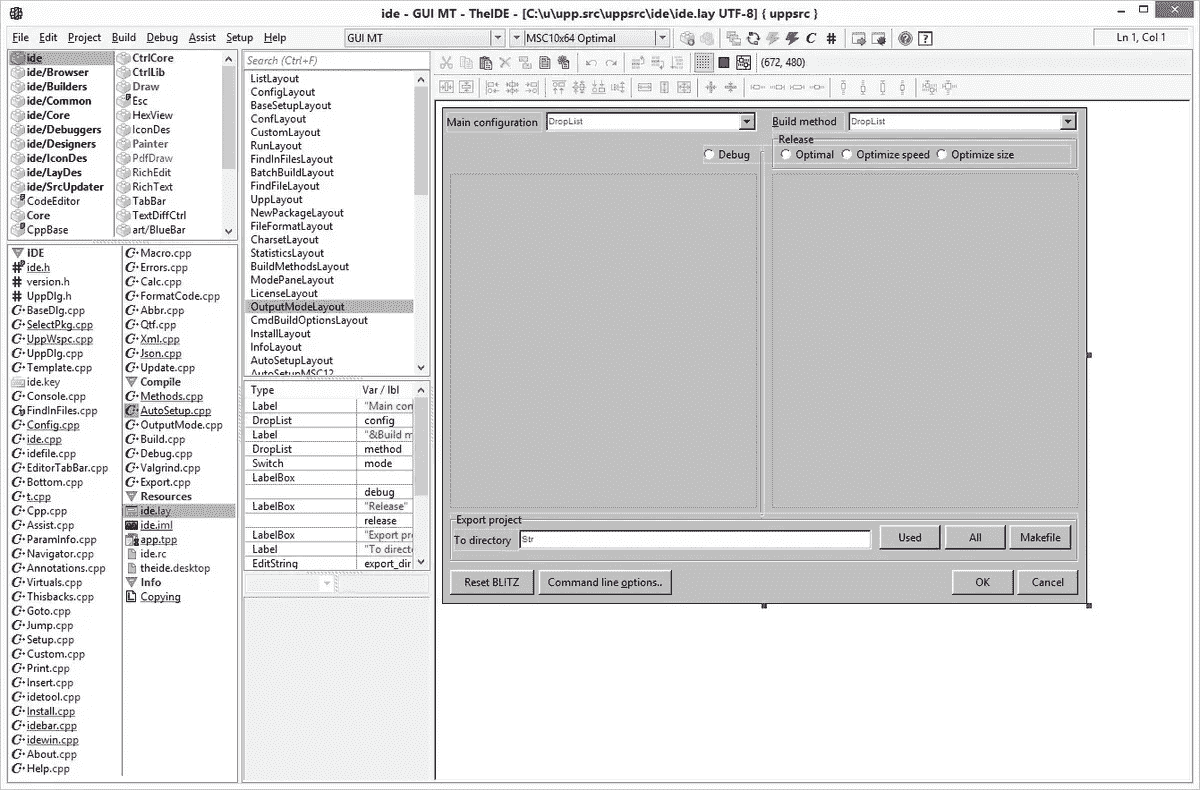 ide - GUI MT - TheIDE - [C:\u\upp.src\uppsrc\ide\ide.lay UTF-8] { uppsrc }
File Edit Project Build Debug Assist Setup Help
GUI MT
MSC10x64 Optimal
Ln 1, Col 1
ide
ide/Browser
ide/Builders
ide/Common
ide/Core
ide/Debuggers
ide/Designers
ide/IconDes
ide/LayDes
ide/SrcUpdater
CodeEditor
Core
CppBase
CtrlCore
CtrlLib
Draw
Esc
HexView
IconDes
Painter
PdfDraw
RichEdit
RichText
TabBar
TextDiffCtrl
art/BlueBar
IDE
ide.h
version.h
UppDlg.h
BaseDlg.cpp
SelectPkg.cpp
UppWspc.cpp
UppDlg.cpp
Template.cpp
ide.key
Console.cpp
FindInFiles.cpp
Config.cpp
ide.cpp
idefile.cpp
EditorTabBar.cpp
Bottom.cpp
t.cpp
Cpp.cpp
Assist.cpp
ParamInfo.cpp
Navigator.cpp
Annotations.cpp
Virtuals.cpp
Thisbacks.cpp
Goto.cpp
Jump.cpp
Setup.cpp
Custom.cpp
Print.cpp
Insert.cpp
idetool.cpp
Install.cpp
idebar.cpp
idewin.cpp
About.cpp
Help.cpp
Macro.cpp
Errors.cpp
Calc.cpp
FormatCode.cpp
Abbr.cpp
Qtf.cpp
Xml.cpp
Json.cpp
Update.cpp
Compile
Methods.cpp
AutoSetup.cpp
OutputMode.cpp
Build.cpp
Debug.cpp
Valgrind.cpp
Export.cpp
Resources
ide.lay
ide.iml
app.tpp
ide.rc
theide.desktop
Info
Copying
Search (Ctrl+F)
ListLayout
ConfigLayout
BaseSetupLayout
ConfLayout
CustomLayout
RunLayout
FindInFilesLayout
BatchBuildLayout
FindFileLayout
UppLayout
NewPackageLayout
FileFormatLayout
CharsetLayout
StatisticsLayout
BuildMethodsLayout
ModePaneLayout
LicenseLayout
OutputModeLayout
CmdBuildOptionsLayout
InstallLayout
InfoLayout
AutoSetupLayout
AutoSetupMSC12
Type Var / lbl
Label "Main con
DropList config
Label "&Build m
DropList method
Switch mode
LabelBox
debug
LabelBox "Release"
release
LabelBox "Export pr
Label "To direct
EditString export_dir
(672, 480)
Main configuration DropList Build method DropList
Release
Debug Optimal Optimize speed Optimize size
Export project
To directory Str Used All Makefile
Reset BLITZ Command line options.. OK Cancel